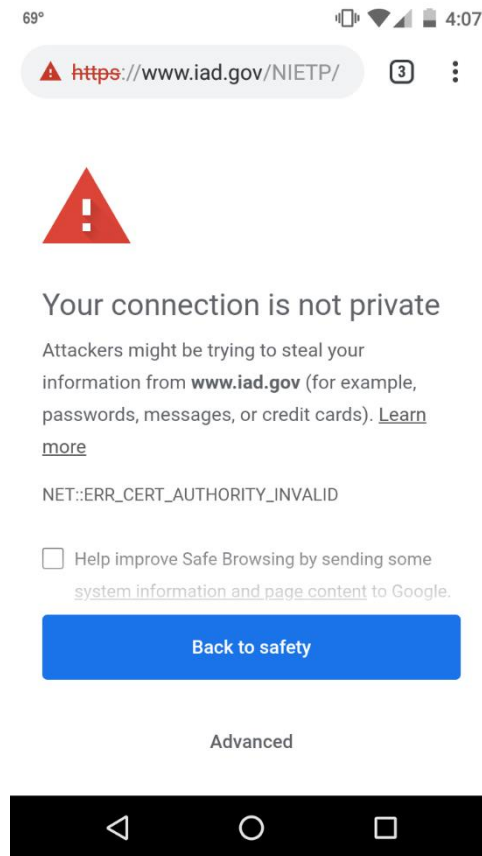 69°
4:07
https://www.iad.gov/NIETP/
3
Your connection is not private
Attackers might be trying to steal your
information from www.iad.gov (for example,
passwords, messages, or credit cards). Learn
more
NET::ERR_CERT_AUTHORITY_INVALID
Help improve Safe Browsing by sending some
system information and page content to Google.
Back to safety
Advanced